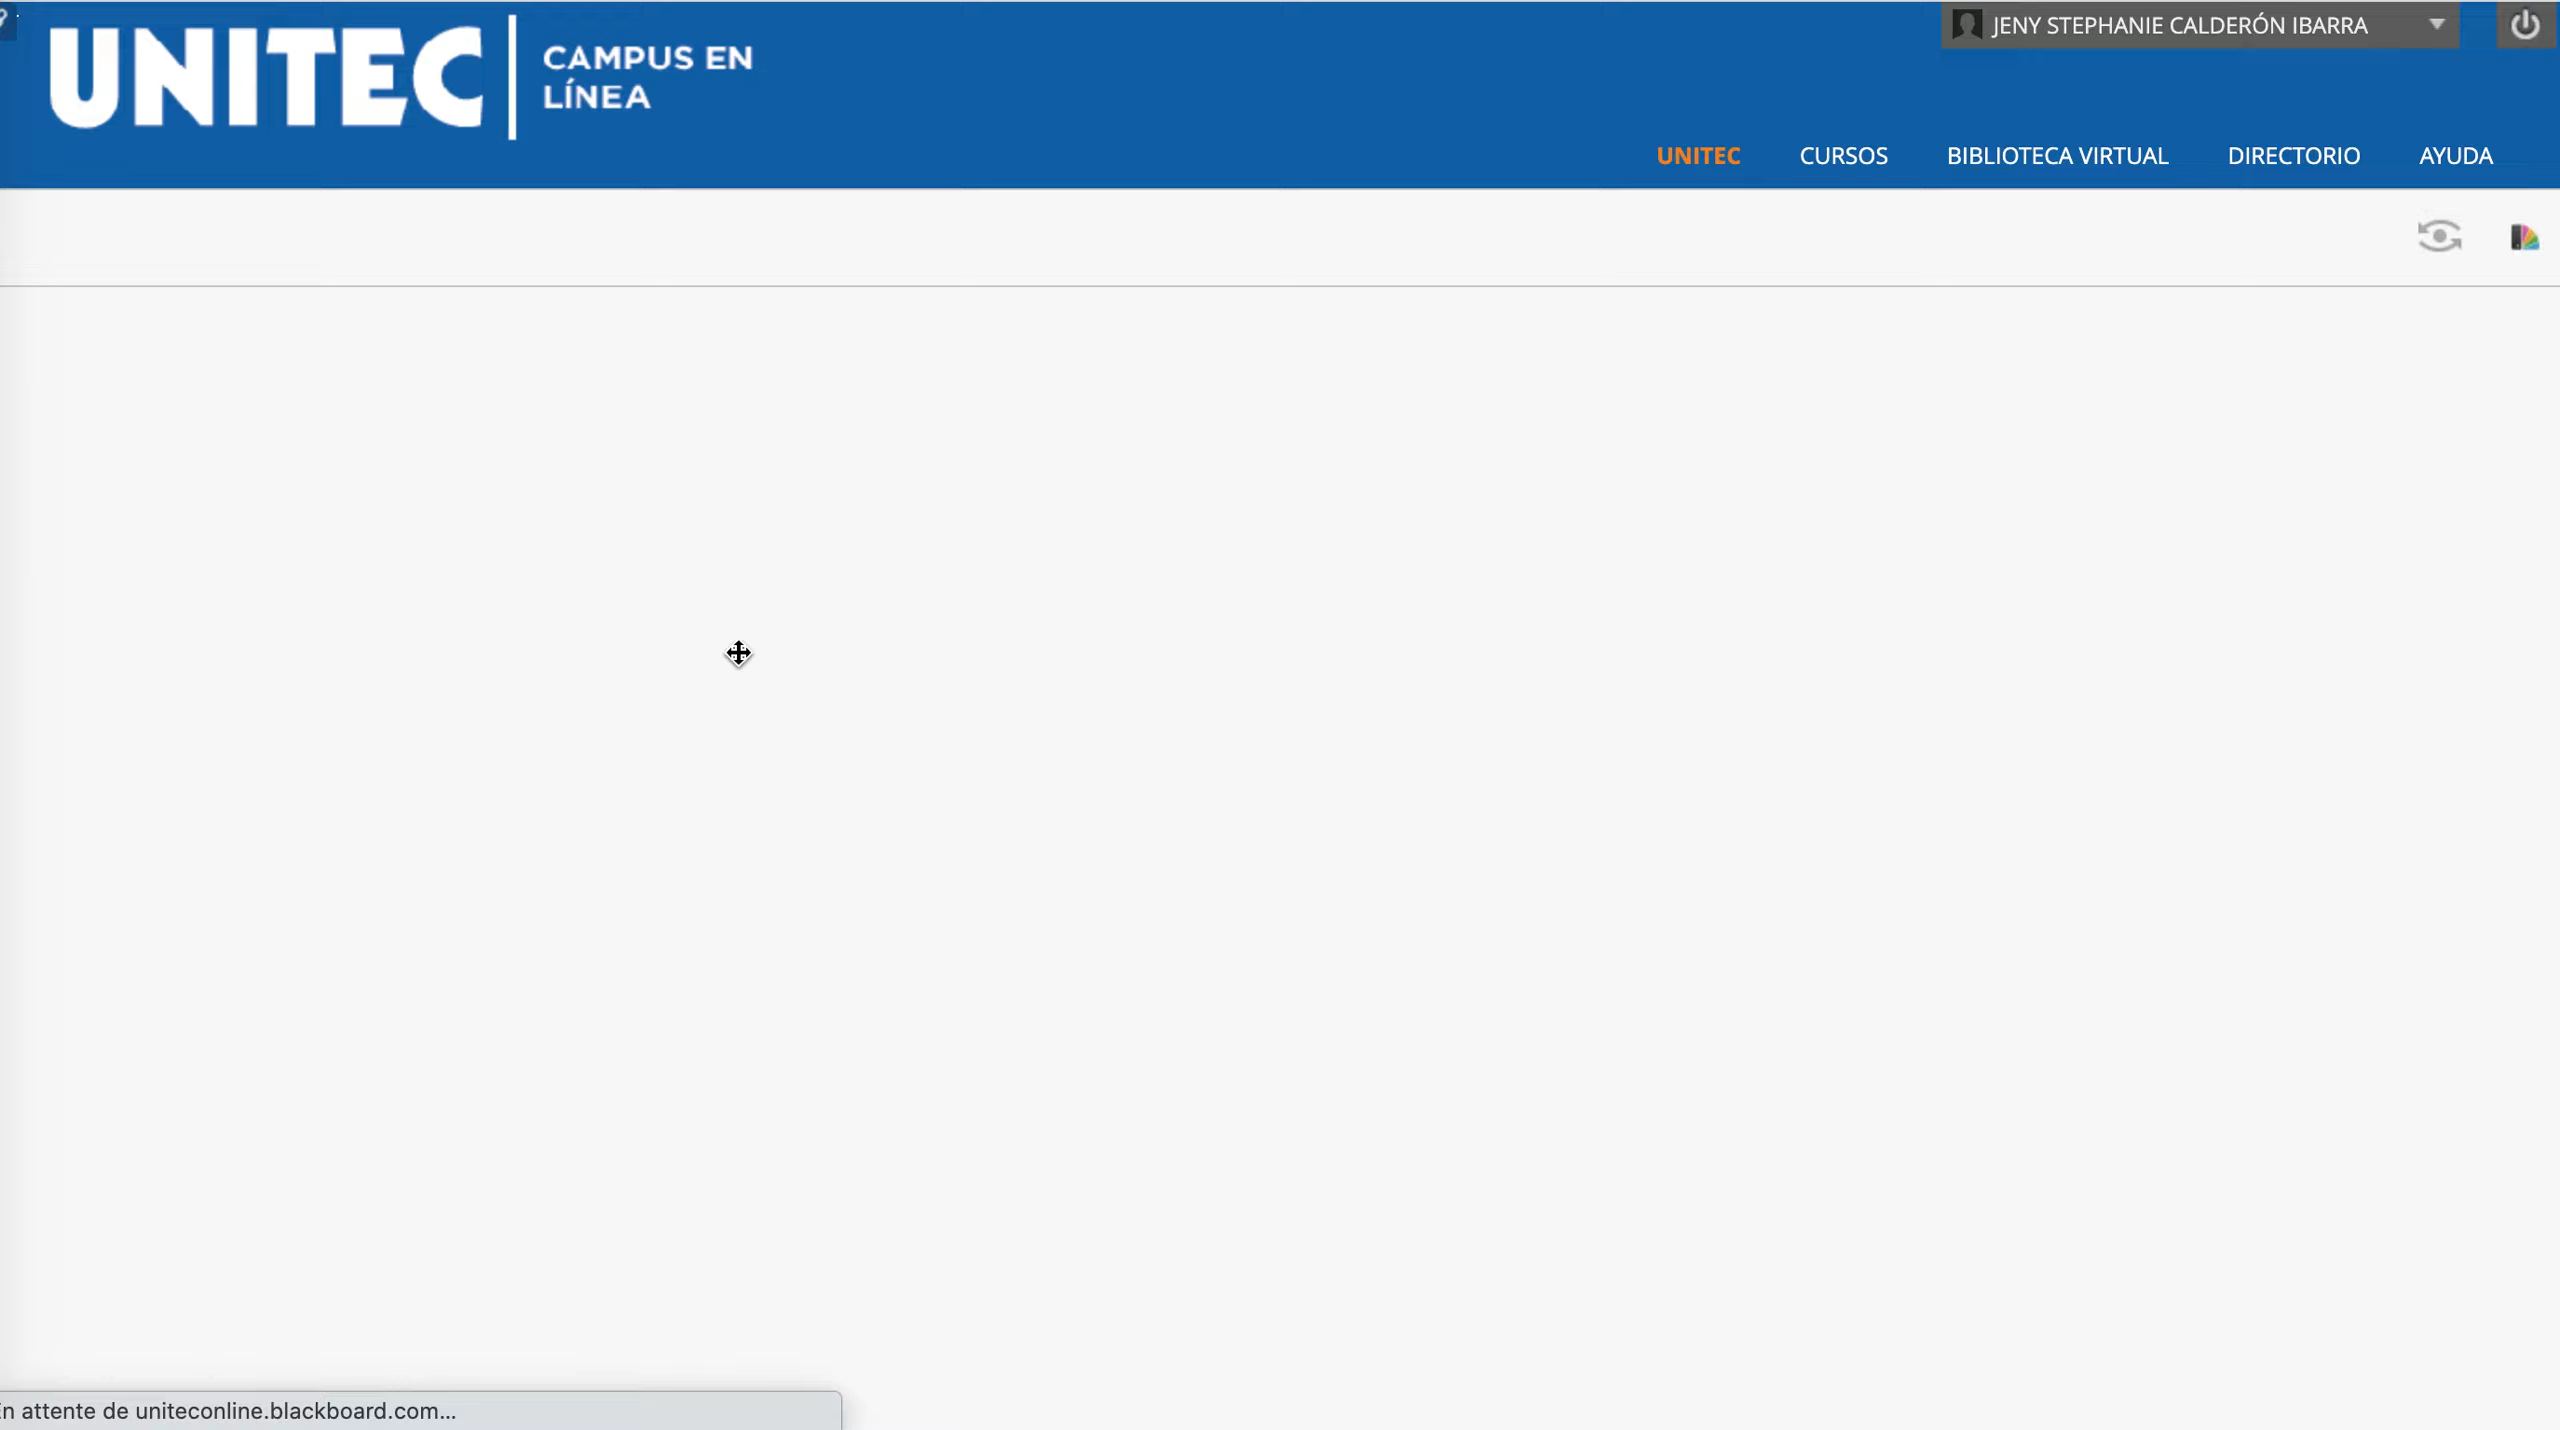 UNITEC
CAMPUS EN
LÍNEA
JENY STEPHANIE CALDERÓN IBARRA
UNITEC CURSOS BIBLIOTECA VIRTUAL DIRECTORIO AYUDA
En attente de uniteconline.blackboard.com...